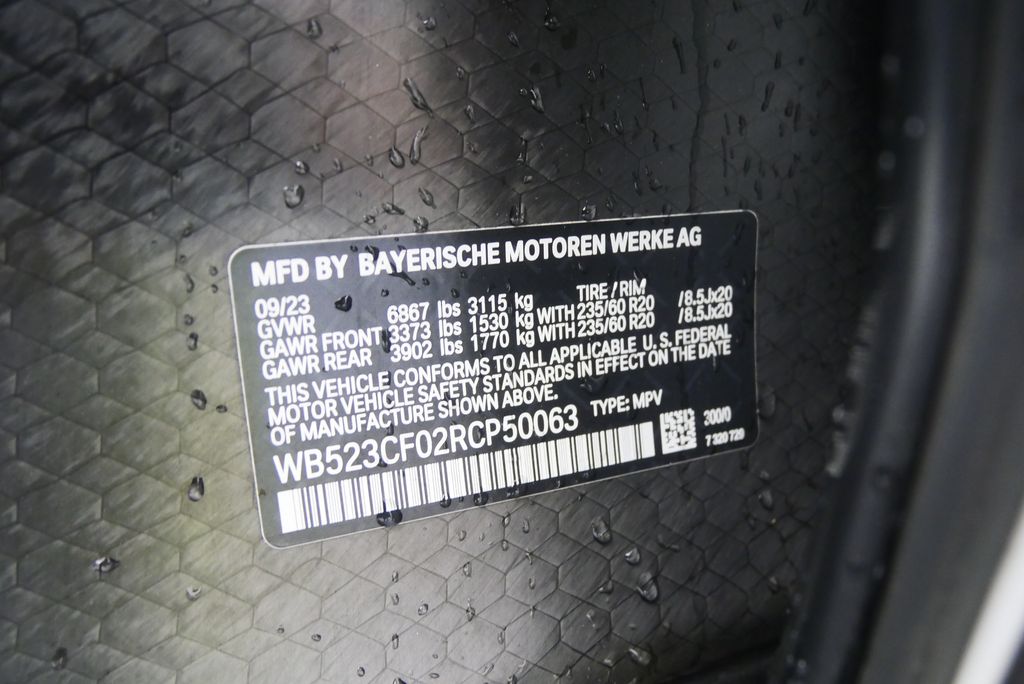 MFD BY BAYERISCHE MOTOREN WERKE AG
09/23 TIRE / RIM
GVWR 6867 lbs 3115 kg
GAWR FRONT 3373 lbs 1530 kg WITH 235/60 R20 /8.5Jx20
GAWR REAR 3902 lbs 1770 kg WITH 235/60 R20 /8.5Jx20
THIS VEHICLE CONFORMS TO ALL APPLICABLE U. S. FEDERAL
MOTOR VEHICLE SAFETY STANDARDS IN EFFECT ON THE DATE
OF MANUFACTURE SHOWN ABOVE.
WB523CF02RCP50063 TYPE: MPV
300/0
7 320 729